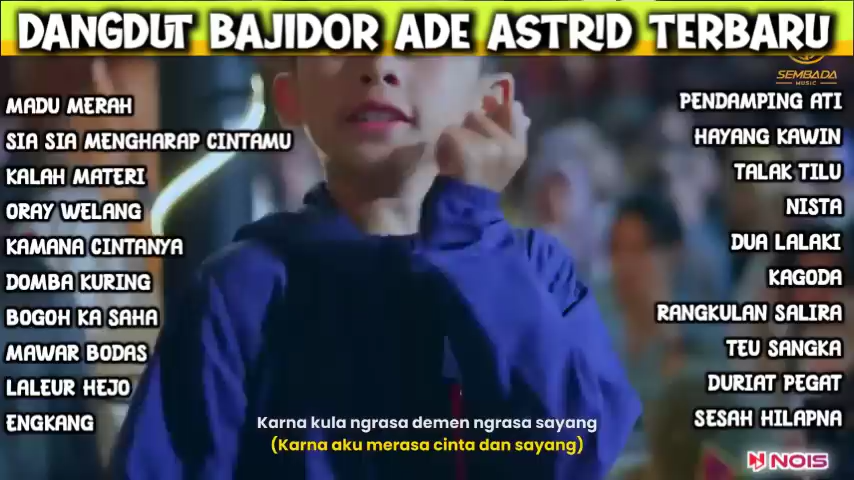 DANGDUT BAJIDOR ADE ASTRID TERBARU
SEMBADA
MUSIC
MADU MERAH
SIA SIA MENGHARAP CINTAMU
KALAH MATERI
ORAY WELANG
KAMANA CINTANYA
DOMBA KURING
BOGOH KA SAHA
MAWAR BODAS
LALEUR HEJO
ENGKANG
PENDAMPING ATI
HAYANG KAWIN
TALAK TILU
NISTA
DUA LALAKI
KAGODA
RANGKULAN SALIRA
TEU SANGKA
DURIAT PEGAT
SESAH HILAPNA
Karna kula ngrasa demen ngrasa sayang
(Karna aku merasa cinta dan sayang)
NOIS